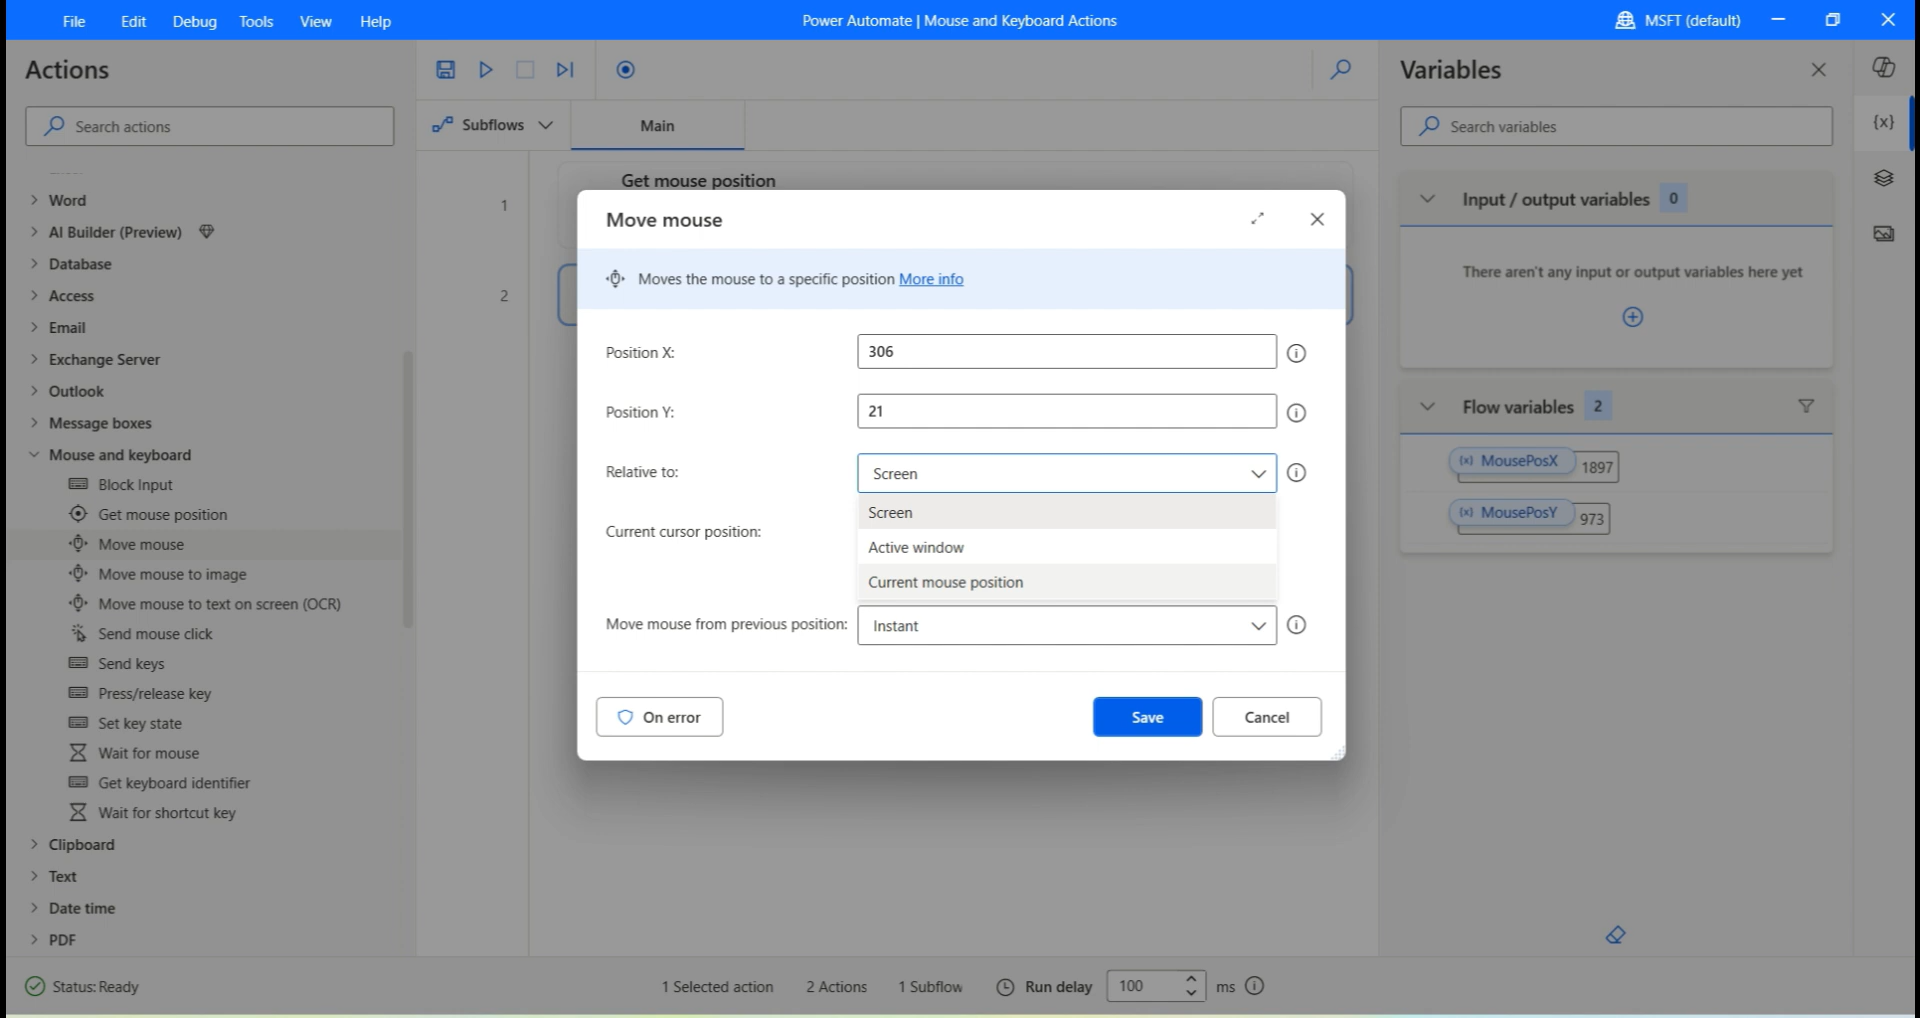 File Edit Debug Tools View Help
Power Automate | Mouse and Keyboard Actions
MSFT (default)
Actions
Search actions
Word
AI Builder (Preview)
Database
Access
Email
Exchange Server
Outlook
Message boxes
Mouse and keyboard
Block Input
Get mouse position
Move mouse
Move mouse to image
Move mouse to text on screen (OCR)
Send mouse click
Send keys
Press/release key
Set key state
Wait for mouse
Get keyboard identifier
Wait for shortcut key
Clipboard
Text
Date time
PDF
Subflows
Main
1
Get mouse position
2
Move mouse
Moves the mouse to a specific position More info
Position X:
306
Position Y:
21
Relative to:
Screen
Screen
Active window
Current mouse position
Current cursor position:
Move mouse from previous position:
Instant
On error
Save
Cancel
Variables
Search variables
{x}
Input / output variables 0
There aren't any input or output variables here yet
Flow variables 2
(x) MousePosX 1897
(x) MousePosY 973
Status: Ready
1 Selected action
2 Actions
1 Subflow
Run delay
100
ms